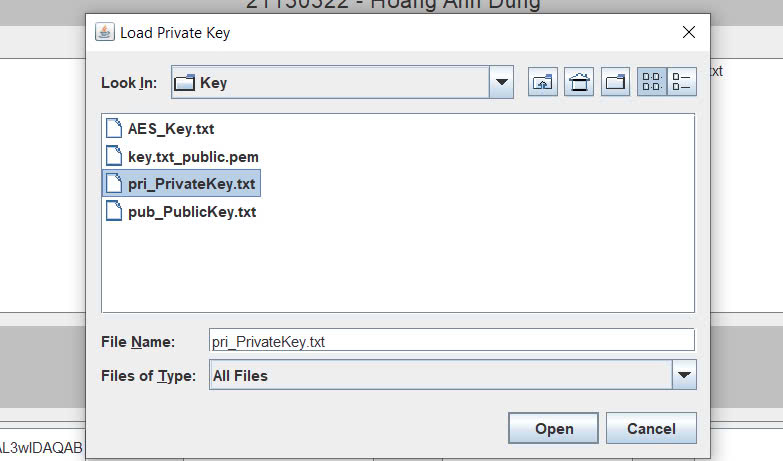 21130322 - Hoàng Anh Dũng
Load Private Key
Look In: Key
xt
AES_Key.txt
key.txt_public.pem
pri_PrivateKey.txt
pub_PublicKey.txt
File Name: pri_PrivateKey.txt
Files of Type: All Files
Open Cancel
AL3wIDAQAB